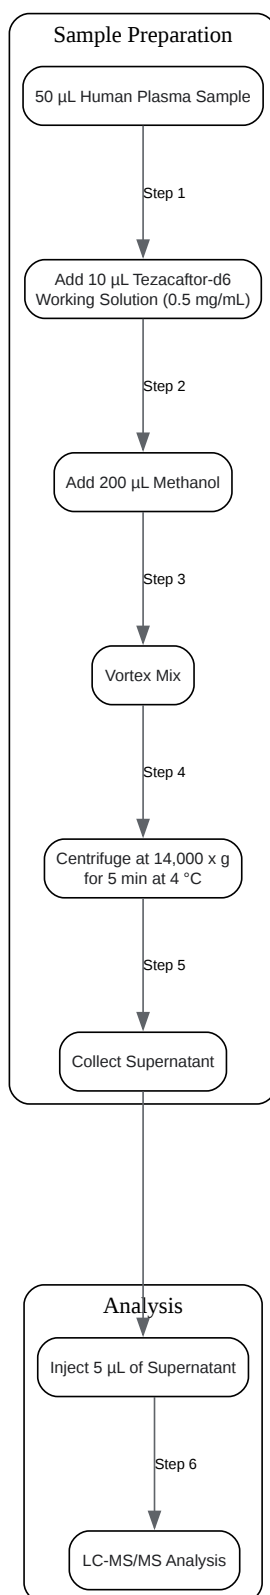 Sample Preparation
50 µL Human Plasma Sample
Step 1
Add 10 µL Tezacaftor-d6
Working Solution (0.5 mg/mL)
Step 2
Add 200 µL Methanol
Step 3
Vortex Mix
Step 4
Centrifuge at 14,000 x g
for 5 min at 4 °C
Step 5
Collect Supernatant
Analysis
Inject 5 µL of Supernatant
Step 6
LC-MS/MS Analysis